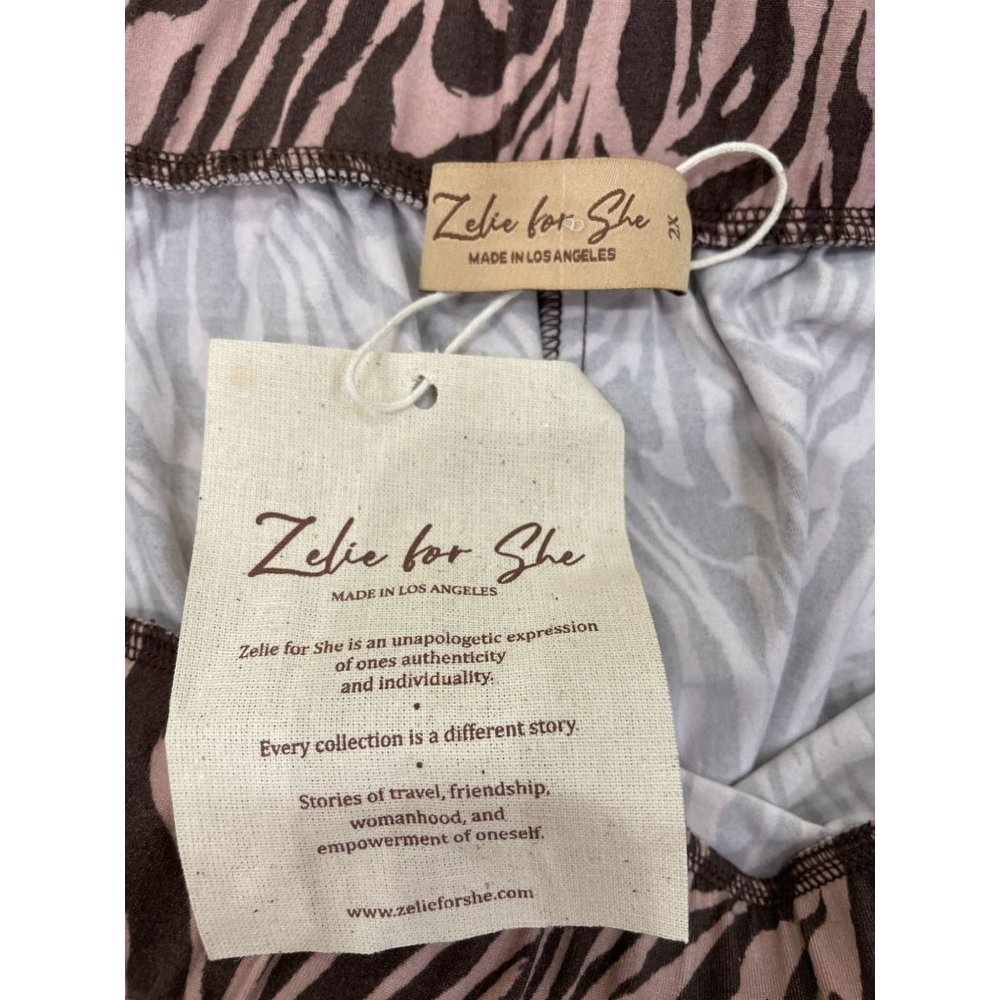 Zelie for She
2X
MADE IN LOS ANGELES
Zelie for She
MADE IN LOS ANGELES
Zelie for She is an unapologetic expression
of ones authenticity
and individuality.
•
Every collection is a different story.
•
Stories of travel, friendship,
womanhood, and
empowerment of oneself.
www.zelieforshe.com